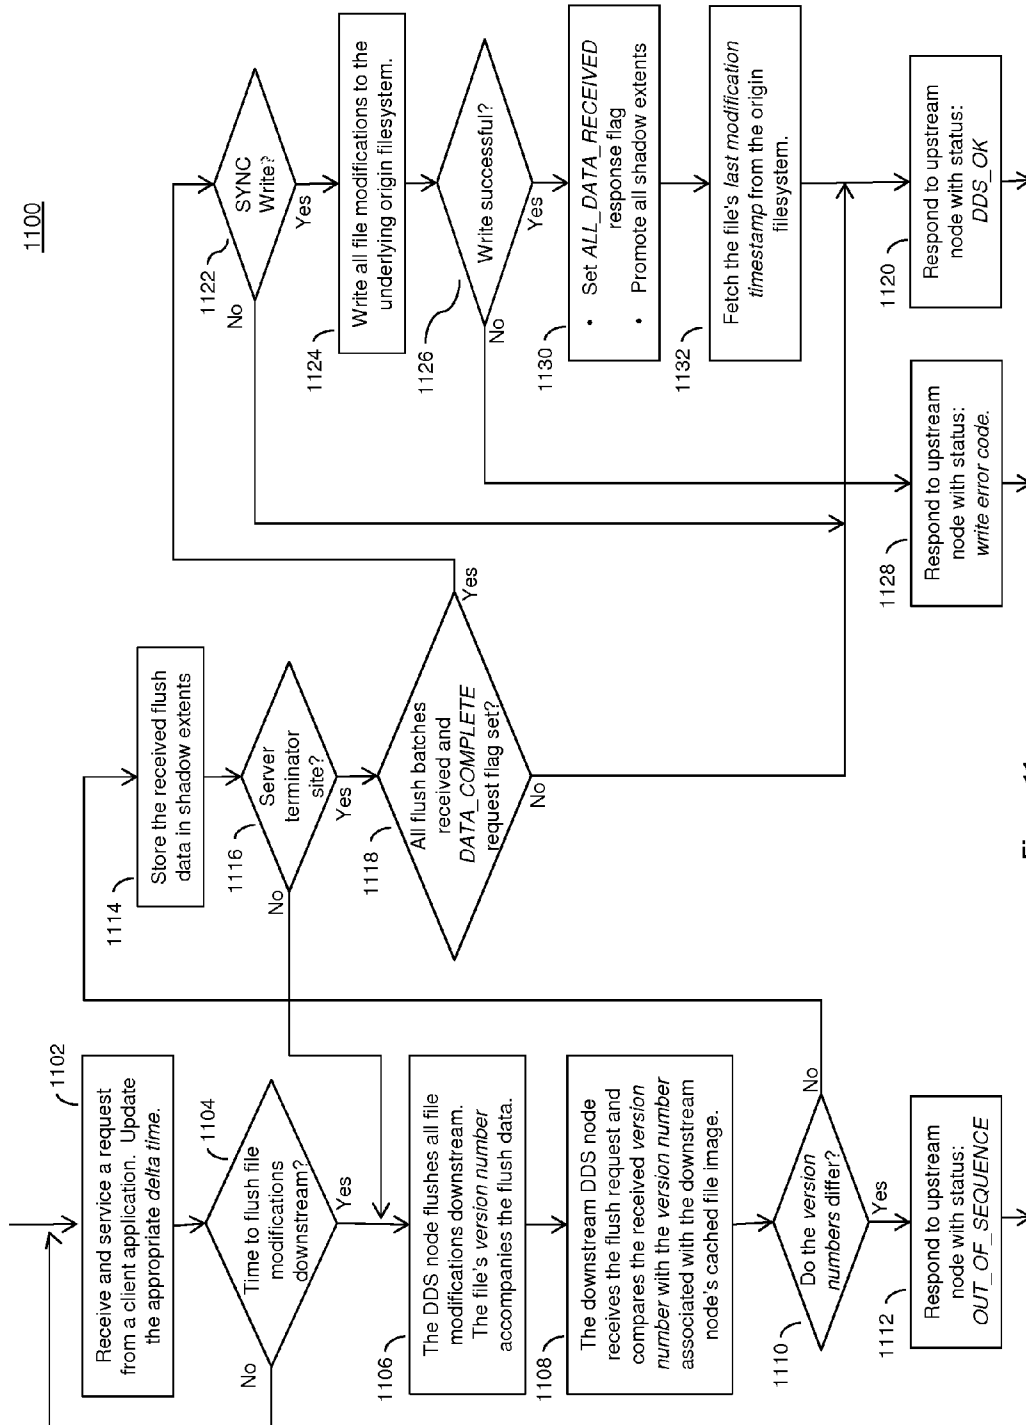 1100
1102
Receive and service a request
from a client application. Update
the appropriate delta time.
1104
Time to flush file
modifications
downstream?
No
Yes
1106
The DDS node flushes all file
modifications downstream.
The file's version number
accompanies the flush data.
1108
The downstream DDS node
receives the flush request and
compares the received version
number with the version number
associated with the downstream
node's cached file image.
1110
Do the version
numbers differ?
No
Yes
1112
Respond to upstream
node with status:
OUT_OF_SEQUENCE
1114
Store the received flush
data in shadow extents
1116
Server
terminator
site?
No
Yes
1118
All flush batches
received and
DATA_COMPLETE
request flag set?
Yes
No
1122
SYNC
Write?
No
Yes
1124
Write all file modifications to the
underlying origin filesystem.
1126
Write successful?
No
Yes
1130
• Set ALL_DATA_RECEIVED
response flag
• Promote all shadow extents
1132
Fetch the file's last modification
timestamp from the origin
filesystem.
1128
Respond to upstream
node with status:
write error code.
1120
Respond to upstream
node with status:
DDS_OK